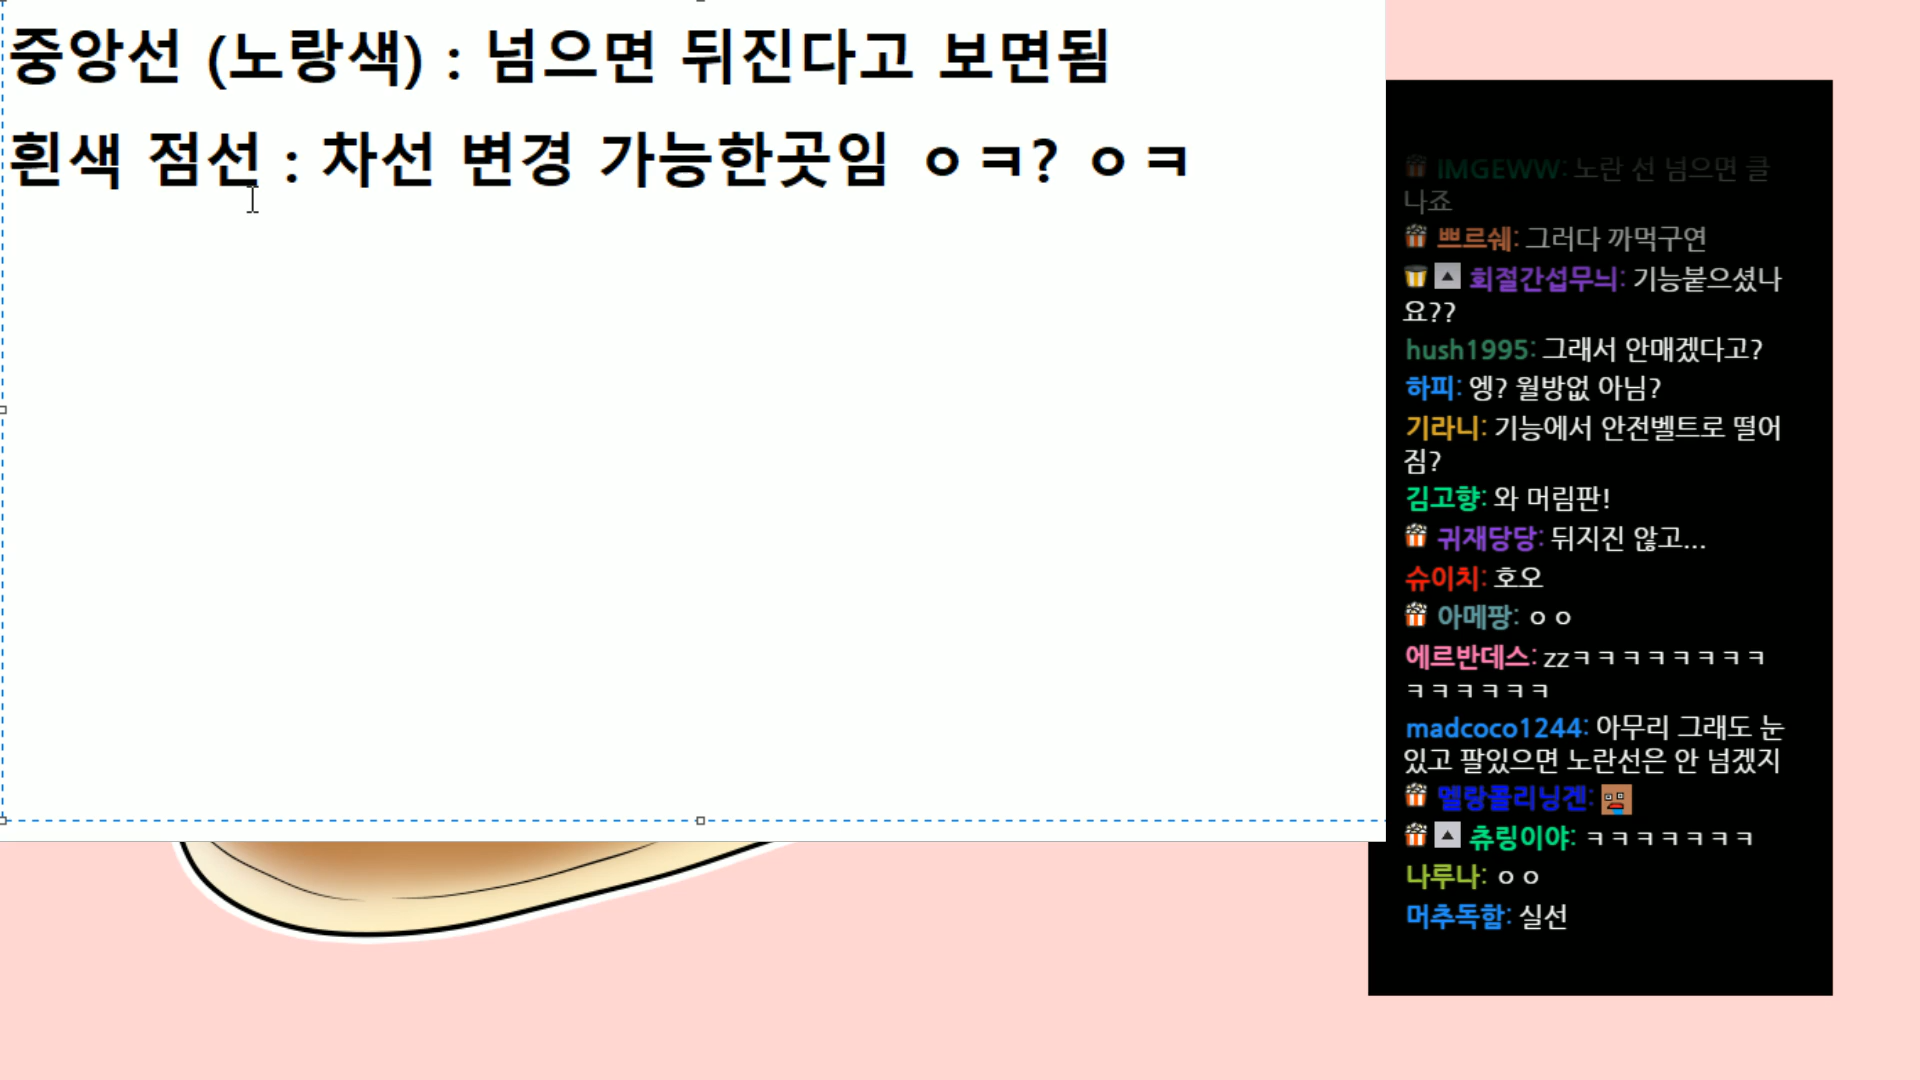 중앙선 (노랑색) : 넘으면 뒤진다고 보면됨
흰색 점선 : 차선 변경 가능한곳임 ㅇㅋ? ㅇㅋ
IMGEWW: 노란 선 넘으면 클
나죠
쁘르쉐: 그러다 까먹구연
회절간섭무늬: 기능붙으셨나
요??
hush1995: 그래서 안매겠다고?
하피: 엥? 월방없 아님?
기라니: 기능에서 안전벨트로 떨어
짐?
김고향: 와 머림판!
귀재당당: 뒤지진 않고...
슈이치: 호오
아메팡: ㅇㅇ
에르반데스: zzㅋㅋㅋㅋㅋㅋㅋㅋ
ㅋㅋㅋㅋㅋㅋ
madcoco1244: 아무리 그래도 눈
있고 팔있으면 노란선은 안 넘겠지
멜랑콜리닝겐:
츄링이야: ㅋㅋㅋㅋㅋㅋㅋ
나루나: ㅇㅇ
머추독함: 실선